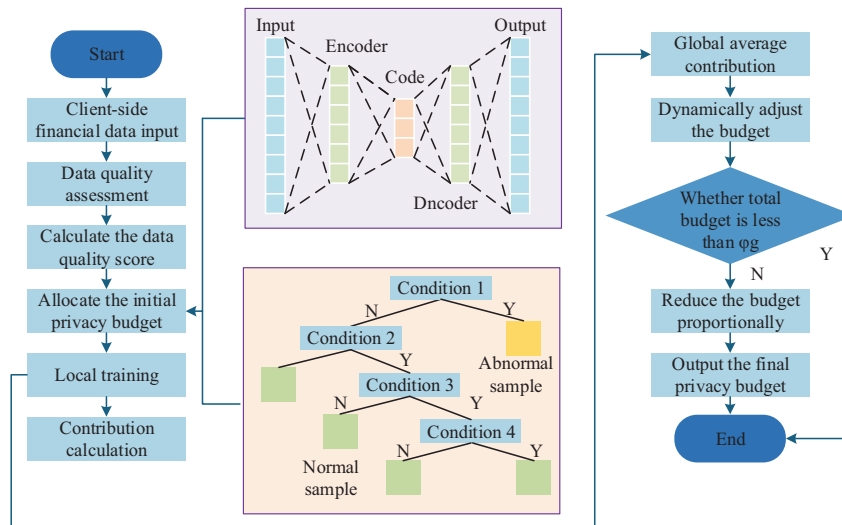 Start
Client-side
financial data input
Data quality
assessment
Calculate the data
quality score
Allocate the initial
privacy budget
Local training
Contribution
calculation
Input
Output
Encoder
Code
Dncoder
Condition 1
N
Y
Condition 2
Abnormal
sample
Y
Condition 3
N
Y
Condition 4
Normal
sample
N
Y
Global average
contribution
Dynamically adjust
the budget
Whether total
budget is less
than φg
Y
N
Reduce the budget
proportionally
Output the final
privacy budget
End